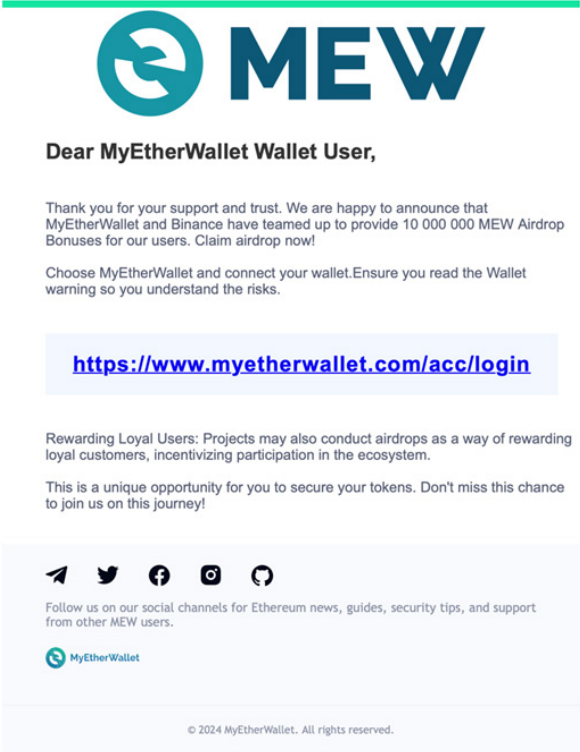 MEW
Dear MyEtherWallet Wallet User,
Thank you for your support and trust. We are happy to announce that
MyEtherWallet and Binance have teamed up to provide 10 000 000 MEW Airdrop
Bonuses for our users. Claim airdrop now!
Choose MyEtherWallet and connect your wallet.Ensure you read the Wallet
warning so you understand the risks.
https://www.myetherwallet.com/acc/login
Rewarding Loyal Users: Projects may also conduct airdrops as a way of rewarding
loyal customers, incentivizing participation in the ecosystem.
This is a unique opportunity for you to secure your tokens. Don't miss this chance
to join us on this journey!
Follow us on our social channels for Ethereum news, guides, security tips, and support
from other MEW users.
MyEtherWallet
© 2024 MyEtherWallet. All rights reserved.